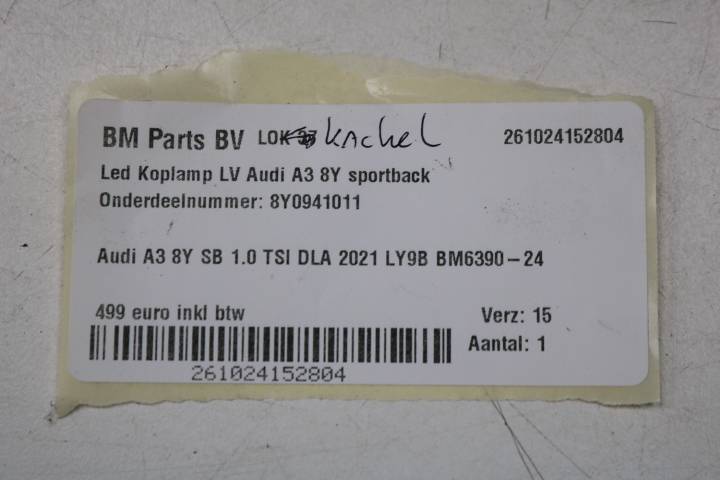 BM Parts BV LOK Kachel 261024152804
Led Koplamp LV Audi A3 8Y sportback
Onderdeelnummer: 8Y0941011
Audi A3 8Y SB 1.0 TSI DLA 2021 LY9B BM6390-24
499 euro inkl btw Verz: 15
Aantal: 1
261024152804